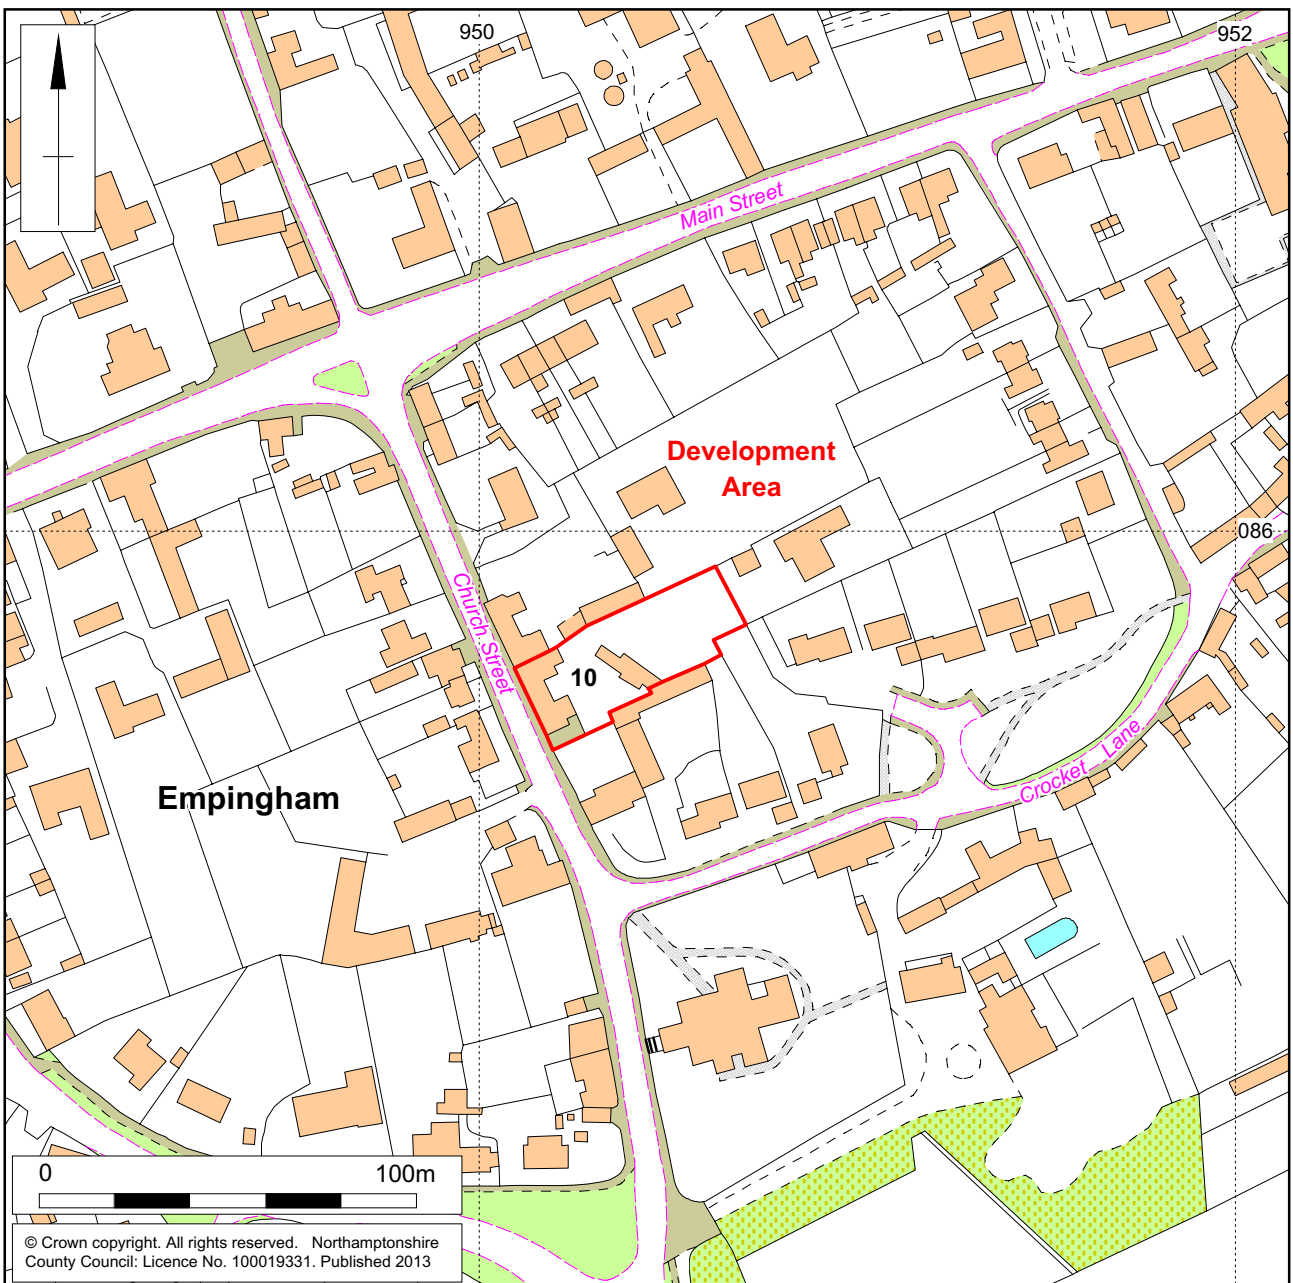 950
952
Main Street
Development
Area
086
Church Street
10
Empingham
Crocket Lane
0 100m
© Crown copyright. All rights reserved. Northamptonshire
County Council: Licence No. 100019331. Published 2013